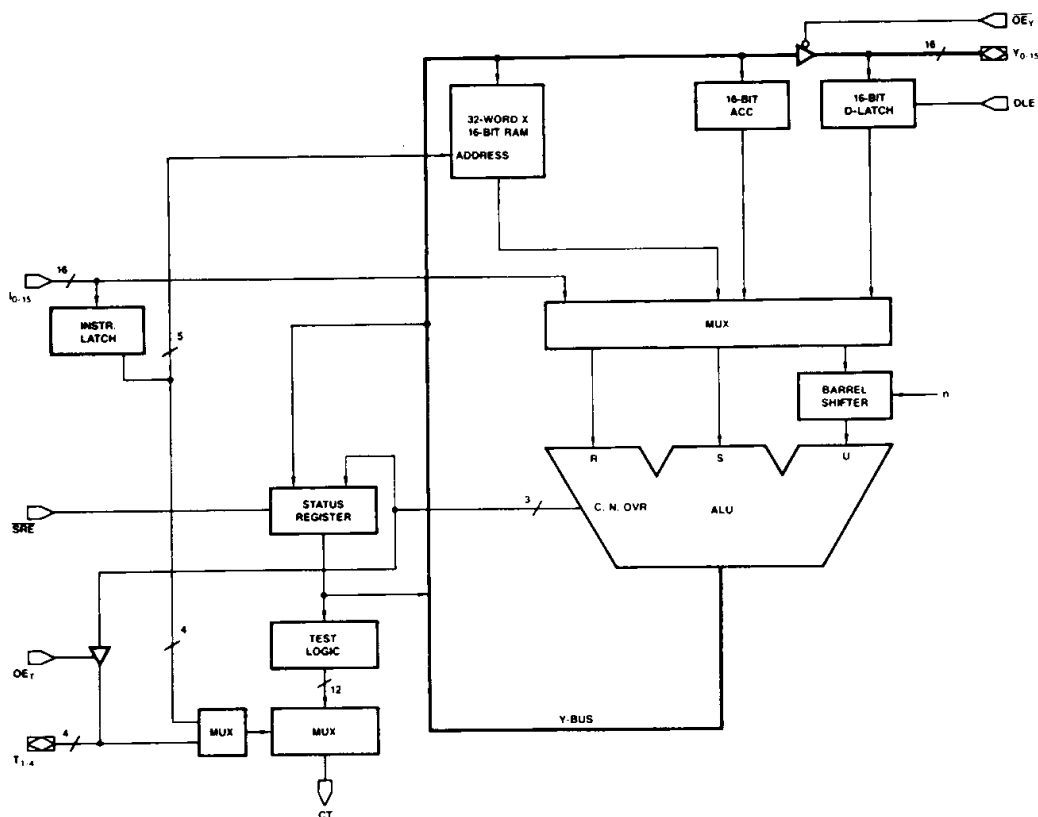 OEY
16
Y0-15
32-WORD X
16-BIT RAM
ADDRESS
16-BIT
ACC
16-BIT
D-LATCH
DLE
16
I0-15
INSTR.
LATCH
5
MUX
BARREL
SHIFTER
n
R
S
U
STATUS
REGISTER
3
C. N. OVR
ALU
SRE
4
TEST
LOGIC
OET
12
4
MUX
MUX
Y-BUS
T1-4
CT